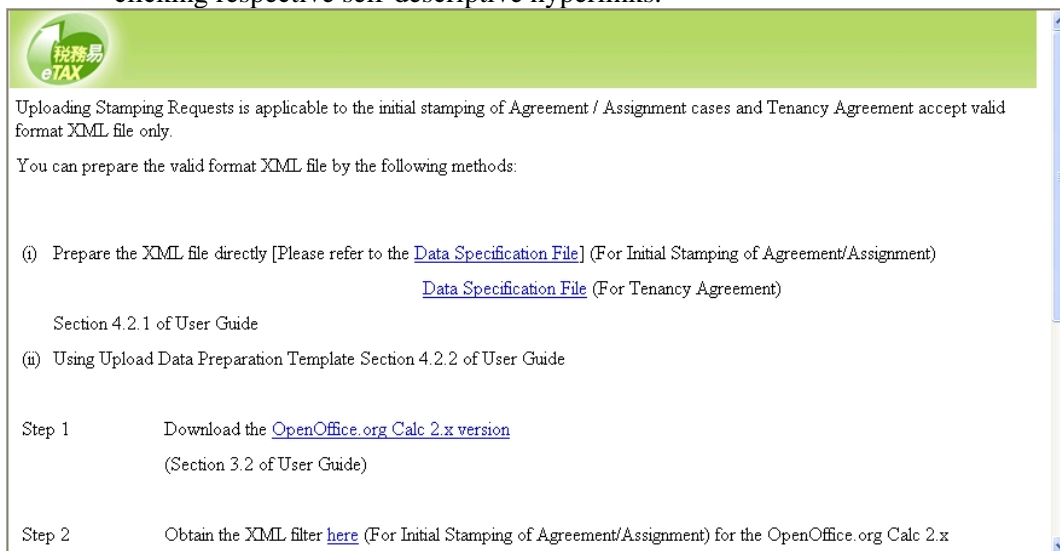 clicking respective self-descriptive hyperlinks.
稅務易
eTAX
Uploading Stamping Requests is applicable to the initial stamping of Agreement / Assignment cases and Tenancy Agreement accept valid
format XML file only.
You can prepare the valid format XML file by the following methods:
(i) Prepare the XML file directly [Please refer to the Data Specification File] (For Initial Stamping of Agreement/Assignment)
Data Specification File (For Tenancy Agreement)
Section 4.2.1 of User Guide
(ii) Using Upload Data Preparation Template Section 4.2.2 of User Guide
Step 1 Download the OpenOffice.org Calc 2.x version
(Section 3.2 of User Guide)
Step 2 Obtain the XML filter here (For Initial Stamping of Agreement/Assignment) for the OpenOffice.org Calc 2.x